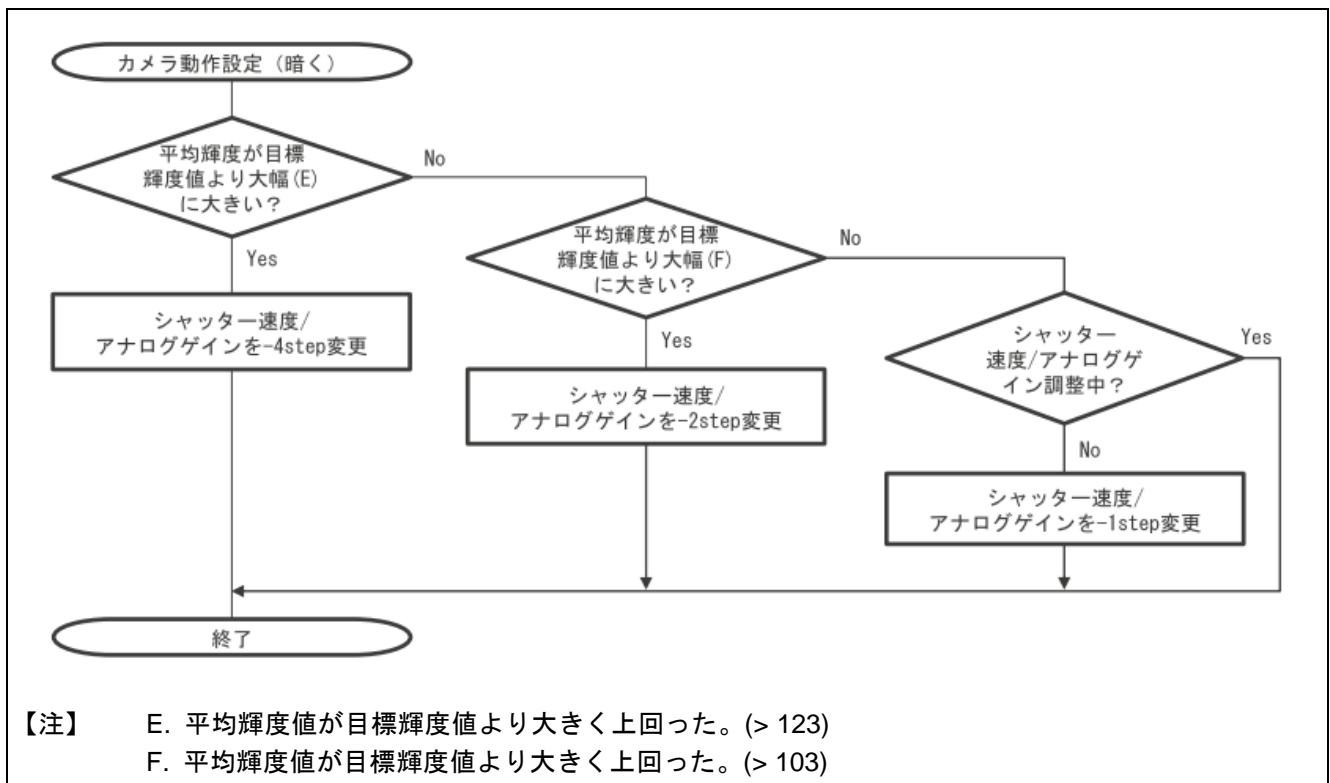 カメラ動作設定（暗く）
平均輝度が目標
輝度値より大幅(E)
に大きい？
No
Yes
シャッター速度/
アナログゲインを-4step変更
平均輝度が目標
輝度値より大幅(F)
に大きい？
No
Yes
シャッター速度/
アナログゲインを-2step変更
シャッター
速度/アナログゲ
イン調整中？
Yes
No
シャッター速度/
アナログゲインを-1step変更
終了
【注】 E. 平均輝度値が目標輝度値より大きく上回った。(> 123)
F. 平均輝度値が目標輝度値より大きく上回った。(> 103)